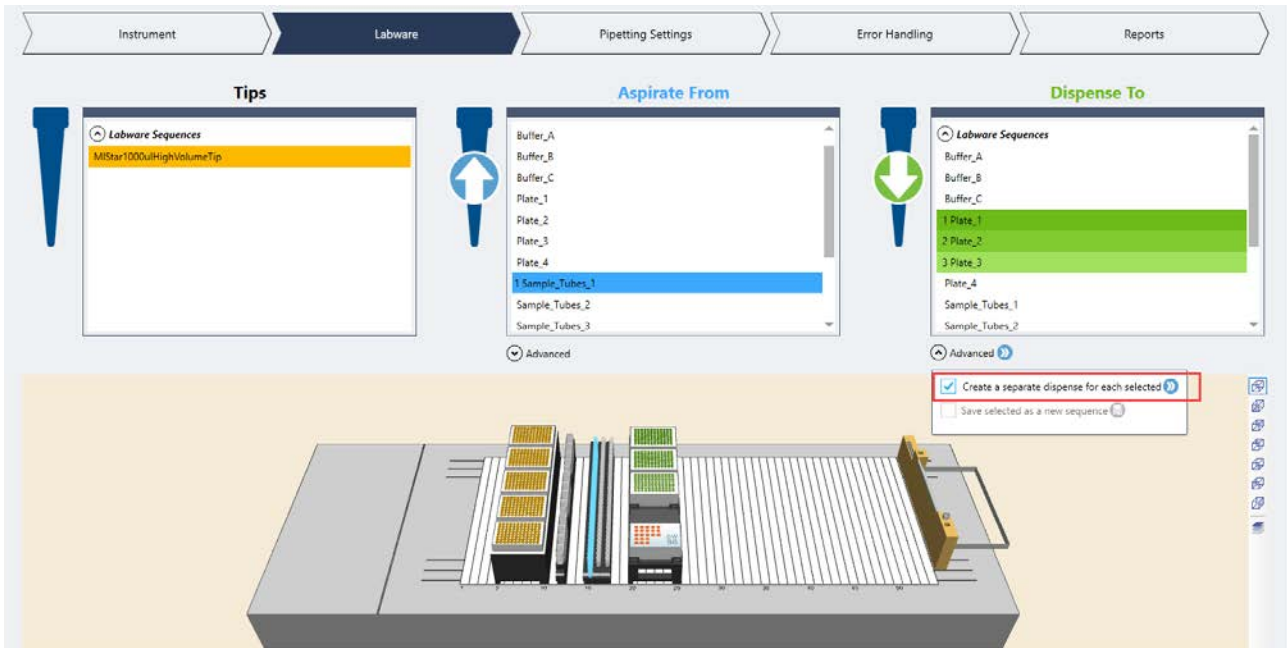 Instrument
Labware
Pipetting Settings
Error Handling
Reports
Tips
Labware Sequences
MlStar1000ulHighVolumeTip
Aspirate From
Buffer_A
Buffer_B
Buffer_C
Plate_1
Plate_2
Plate_3
Plate_4
1 Sample_Tubes_1
Sample_Tubes_2
Sample_Tubes_3
Advanced
Dispense To
Labware Sequences
Buffer_A
Buffer_B
Buffer_C
1 Plate_1
2 Plate_2
3 Plate_3
Plate_4
Sample_Tubes_1
Sample_Tubes_2
Advanced
Create a separate dispense for each selected
Save selected as a new sequence